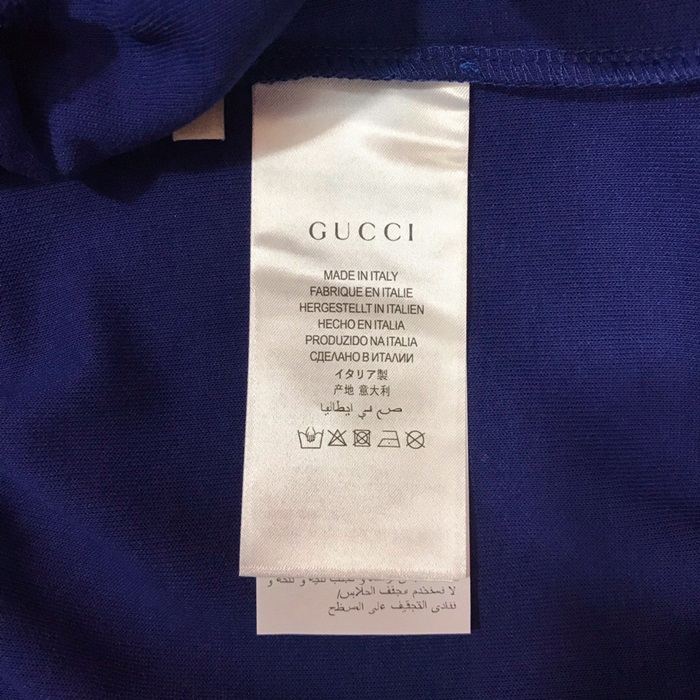 GUCCI
MADE IN ITALY
FABRIQUE EN ITALIE
HERGESTELLT IN ITALIEN
HECHO EN ITALIA
PRODUZIDO NA ITALIA
СДЕЛАНО В ИТАЛИИ
イタリア製
产地 意大利
صنع في ايطاليا
لا تستخدم مجفف الملابس/
تفادى التجفيف على السطح